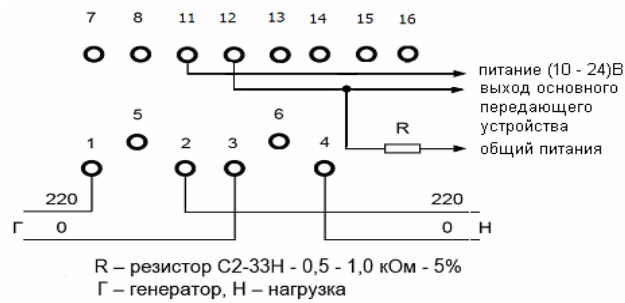 7 8 11 12 13 14 15 16
питание (10 - 24)В
выход основного
передающего
устройства
5 6
R
1 2 3 4
общий питания
220 220
Г 0 0 Н
R – резистор С2-33Н - 0,5 - 1,0 кОм - 5%
Г – генератор, Н – нагрузка